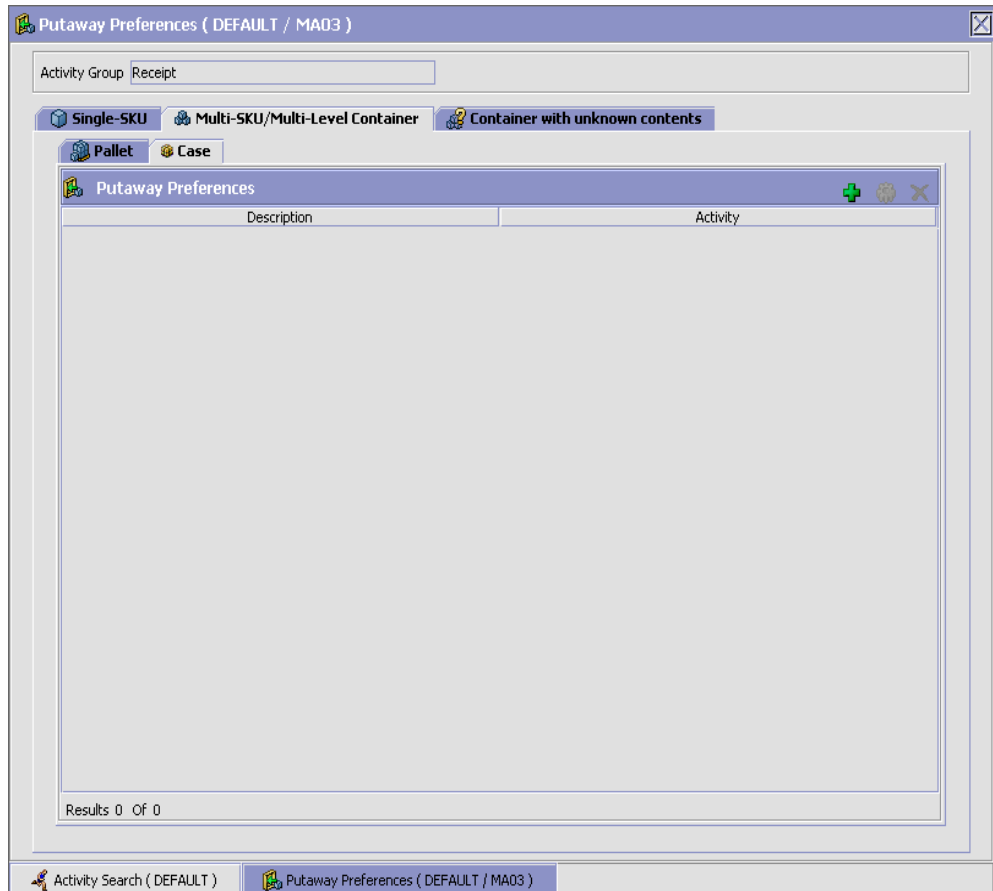 Putaway Preferences ( DEFAULT / MA03 )
Activity Group Receipt
Single-SKU Multi-SKU/Multi-Level Container Container with unknown contents
Pallet Case
Putaway Preferences
Description Activity
Results 0 Of 0
Activity Search ( DEFAULT ) Putaway Preferences ( DEFAULT / MA03 )